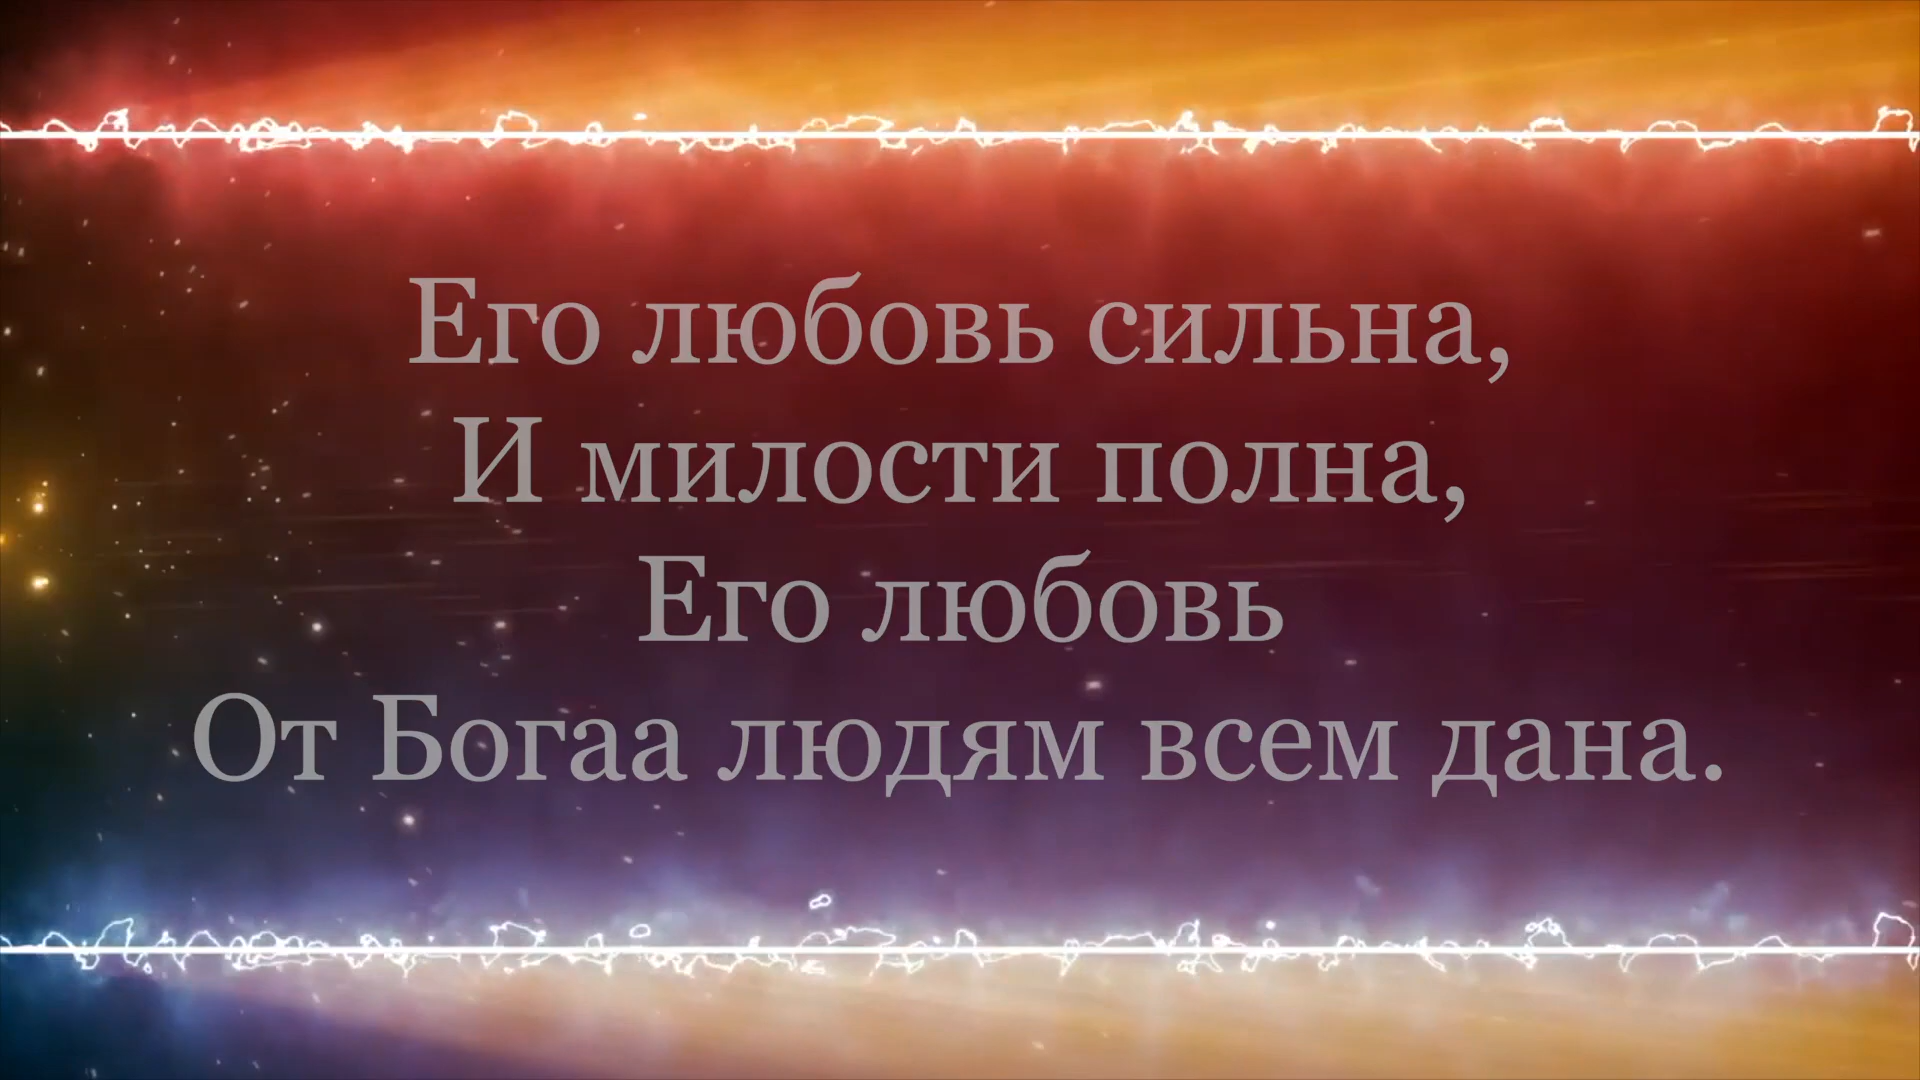 Его любовь сильна,
И милости полна,
Его любовь
От Богаа людям всем дана.